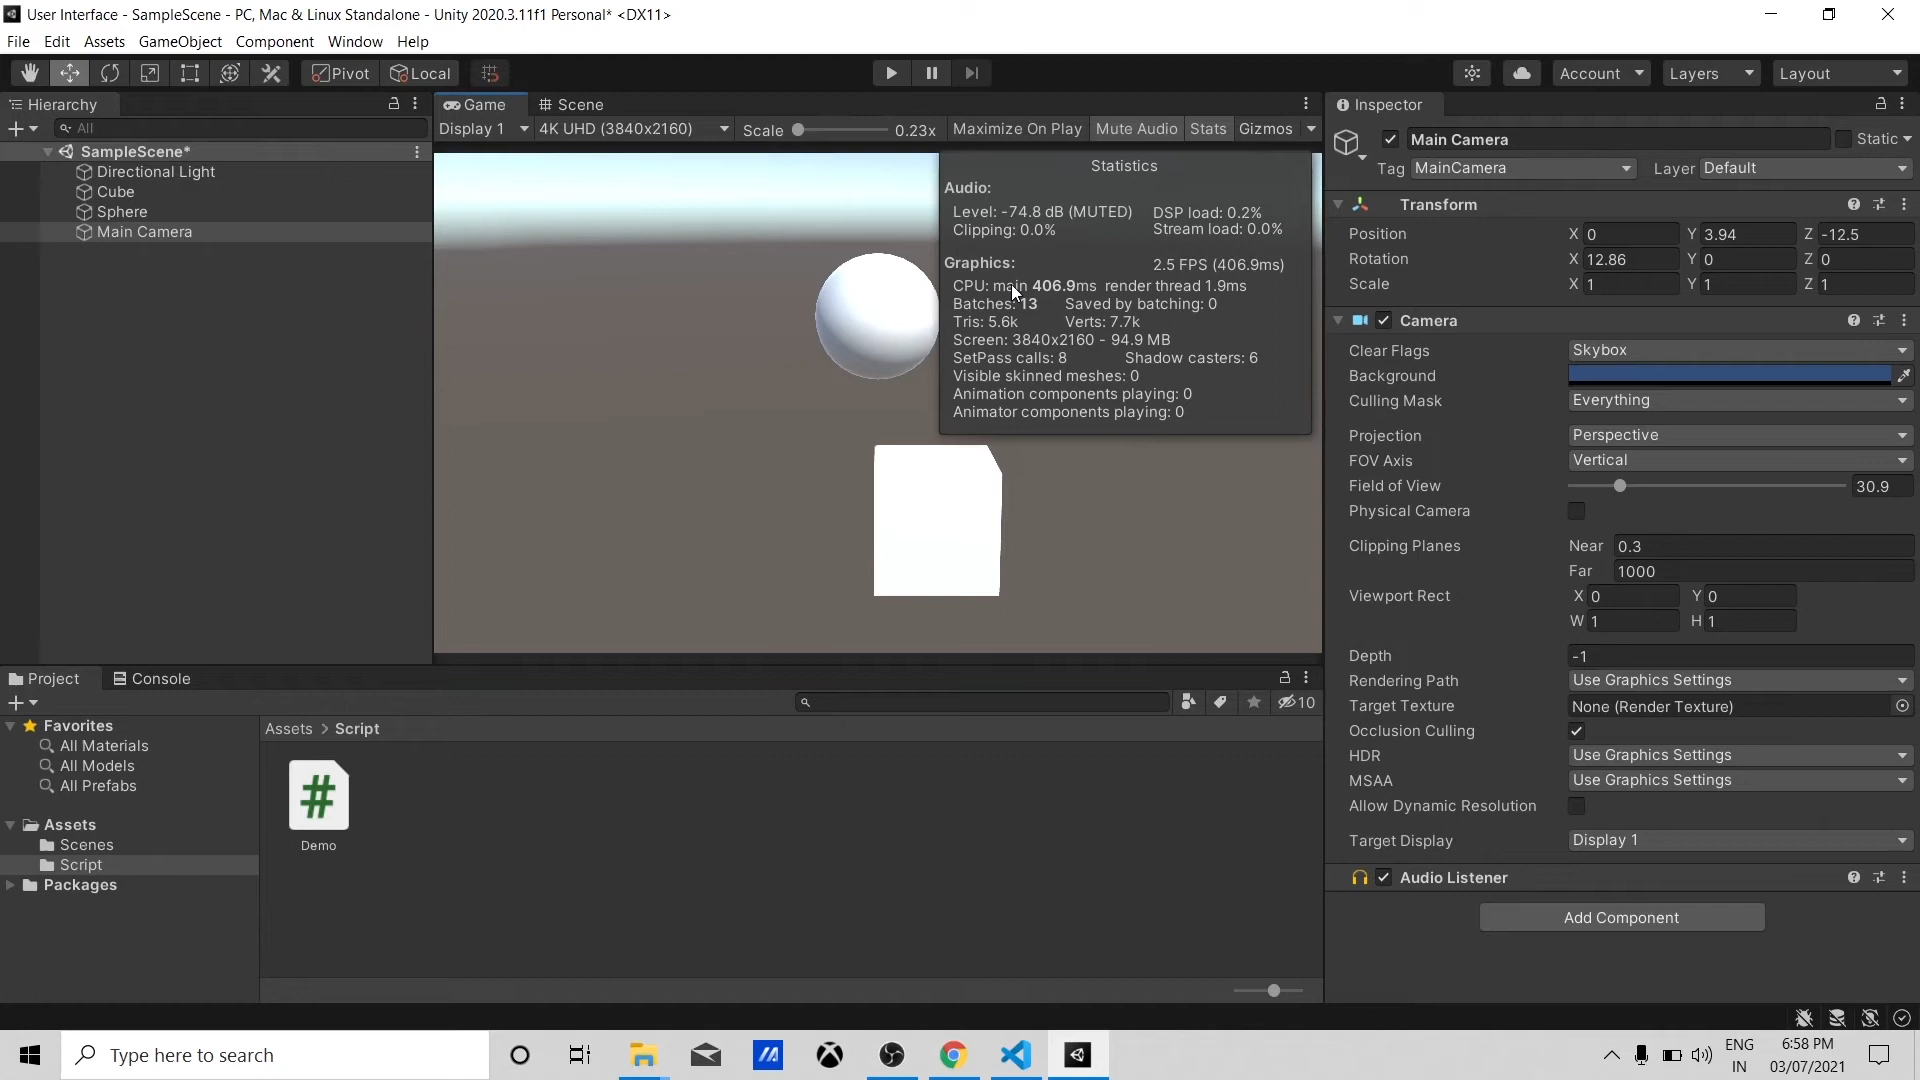 User Interface - SampleScene - PC, Mac & Linux Standalone - Unity 2020.3.11f1 Personal* <DX11>
File Edit Assets GameObject Component Window Help
Pivot Local Account Layers Layout
Hierarchy
All
SampleScene*
Directional Light
Cube
Sphere
Main Camera
Game Scene
Display 1 4K UHD (3840x2160) Scale 0.23x Maximize On Play Mute Audio Stats Gizmos
Statistics
Audio:
Level: -74.8 dB (MUTED) DSP load: 0.2%
Clipping: 0.0% Stream load: 0.0%
Graphics: 2.5 FPS (406.9ms)
CPU: main 406.9ms render thread 1.9ms
Batches: 13 Saved by batching: 0
Tris: 5.6k Verts: 7.7k
Screen: 3840x2160 - 94.9 MB
SetPass calls: 8 Shadow casters: 6
Visible skinned meshes: 0
Animation components playing: 0
Animator components playing: 0
Inspector
Main Camera Static
Tag MainCamera Layer Default
Transform
Position X 0 Y 3.94 Z -12.5
Rotation X 12.86 Y 0 Z 0
Scale X 1 Y 1 Z 1
Camera
Clear Flags Skybox
Background
Culling Mask Everything
Projection Perspective
FOV Axis Vertical
Field of View 30.9
Physical Camera
Clipping Planes Near 0.3
Far 1000
Viewport Rect X 0 Y 0
W 1 H 1
Depth -1
Rendering Path Use Graphics Settings
Target Texture None (Render Texture)
Occlusion Culling
HDR Use Graphics Settings
MSAA Use Graphics Settings
Allow Dynamic Resolution
Target Display Display 1
Audio Listener
Add Component
Project Console
10
Favorites
All Materials
All Models
All Prefabs
Assets
Scenes
Script
Packages
Assets > Script
#
Demo
Type here to search
ENG
IN
6:58 PM
03/07/2021